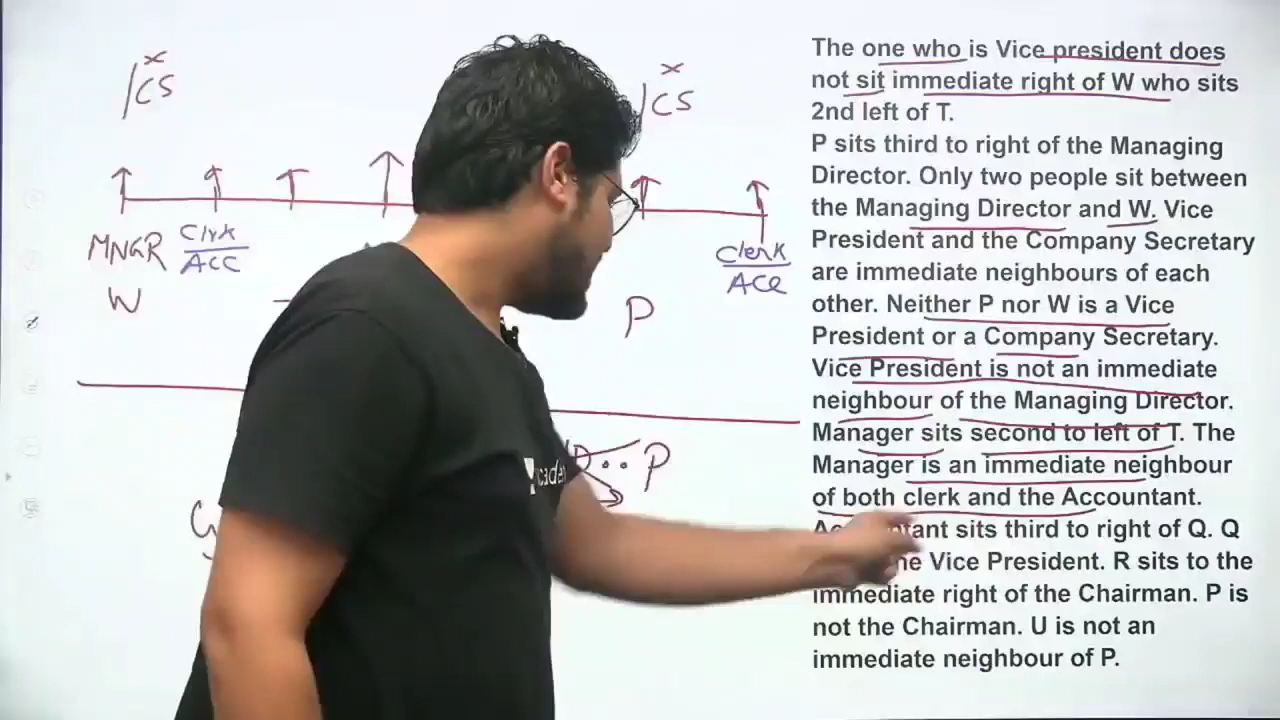 x
/CS
x
/CS
MNGR
Clrk
ACC
W
P
Clerk
ACC
P
The one who is Vice president does
not sit immediate right of W who sits
2nd left of T.
P sits third to right of the Managing
Director. Only two people sit between
the Managing Director and W. Vice
President and the Company Secretary
are immediate neighbours of each
other. Neither P nor W is a Vice
President or a Company Secretary.
Vice President is not an immediate
neighbour of the Managing Director.
Manager sits second to left of T. The
Manager is an immediate neighbour
of both clerk and the Accountant.
sits third to right of Q. Q
Vice President. R sits to the
immediate right of the Chairman. P is
not the Chairman. U is not an
immediate neighbour of P.